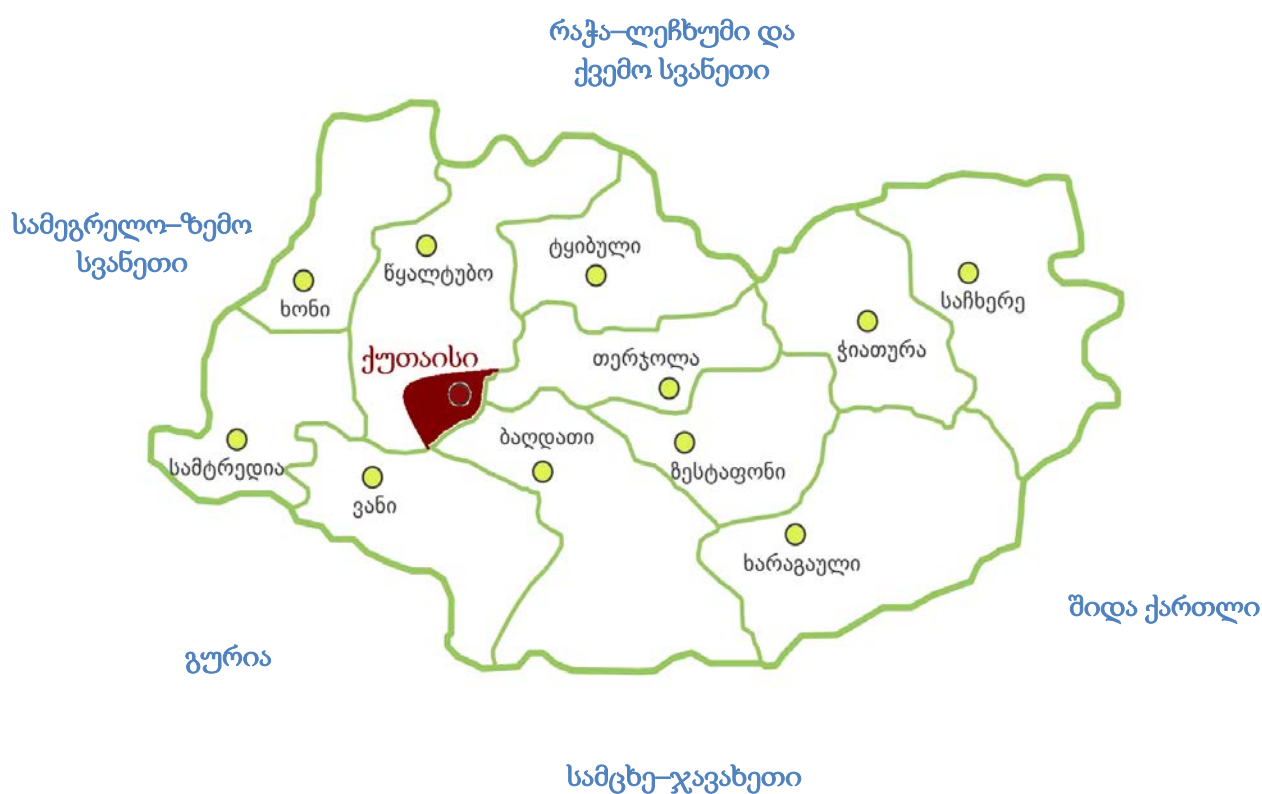 რაჭა–ლეჩხუმი და
ქვემო სვანეთი
სამეგრელო–ზემო
სვანეთი
ტყიბული
წყალტუბო
საჩხერე
ხონი
ჭიათურა
ქუთაისი
თერჯოლა
ბაღდათი
სამტრედია
ზესტაფონი
ვანი
ხარაგაული
შიდა ქართლი
გურია
სამცხე–ჯავახეთი